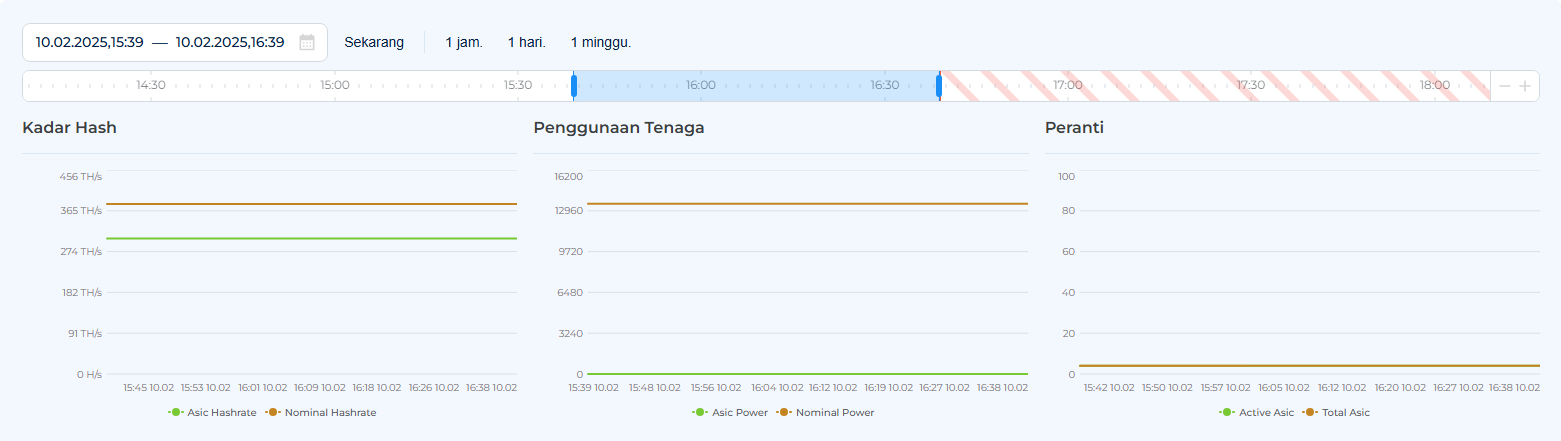 10.02.2025,15:39 — 10.02.2025,16:39 Sekarang 1 jam. 1 hari. 1 minggu.
14:30 15:00 15:30 16:00 16:30 17:00 17:30 18:00
Kadar Hash
456 TH/s
365 TH/s
274 TH/s
182 TH/s
91 TH/s
0 H/s
15:45 10.02 15:53 10.02 16:01 10.02 16:09 10.02 16:18 10.02 16:26 10.02 16:38 10.02
Asic Hashrate Nominal Hashrate
Penggunaan Tenaga
16200
12960
9720
6480
3240
0
15:39 10.02 15:48 10.02 15:56 10.02 16:04 10.02 16:12 10.02 16:19 10.02 16:27 10.02 16:38 10.02
Asic Power Nominal Power
Peranti
100
80
60
40
20
0
15:42 10.02 15:50 10.02 15:57 10.02 16:05 10.02 16:12 10.02 16:20 10.02 16:27 10.02 16:38 10.02
Active Asic Total Asic